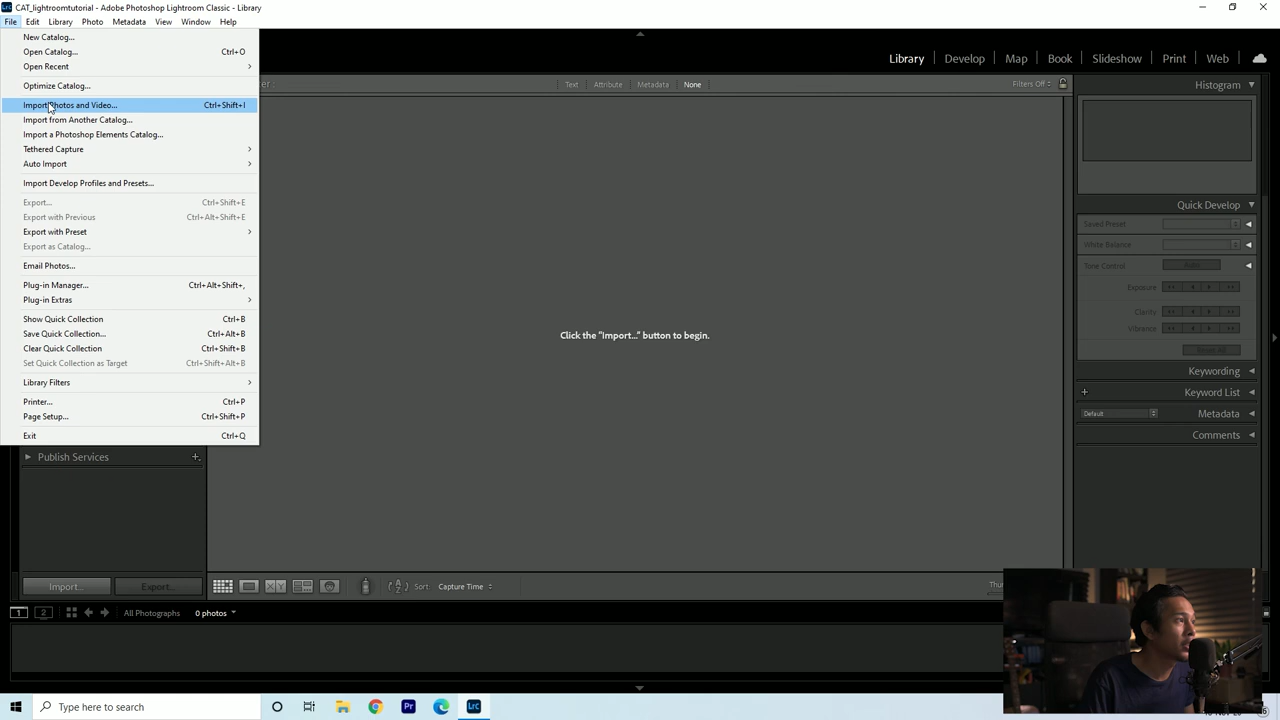 CAT_lightroomtutorial - Adobe Photoshop Lightroom Classic - Library
File Edit Library Photo Metadata View Window Help
New Catalog...
Open Catalog... Ctrl+O
Open Recent
Optimize Catalog...
Import Photos and Video... Ctrl+Shift+I
Import from Another Catalog...
Import a Photoshop Elements Catalog...
Tethered Capture
Auto Import
Import Develop Profiles and Presets...
Export... Ctrl+Shift+E
Export with Previous Ctrl+Alt+Shift+E
Export with Preset
Export as Catalog...
Email Photos...
Plug-in Manager... Ctrl+Alt+Shift+,
Plug-in Extras
Show Quick Collection Ctrl+B
Save Quick Collection... Ctrl+Alt+B
Clear Quick Collection Ctrl+Shift+B
Set Quick Collection as Target Ctrl+Shift+Alt+B
Library Filters
Printer... Ctrl+P
Page Setup... Ctrl+Shift+P
Exit Ctrl+Q
Library Develop Map Book Slideshow Print Web
Text Attribute Metadata None Filters Off
Click the "Import..." button to begin.
Histogram
Quick Develop
Saved Preset
White Balance
Tone Control Auto
Exposure
Clarity
Vibrance
Reset All
Keywording
Keyword List
Default Metadata
Comments
Publish Services
Import... Export...
Sort: Capture Time
1 2 All Photographs 0 photos
Type here to search
Pr LrC